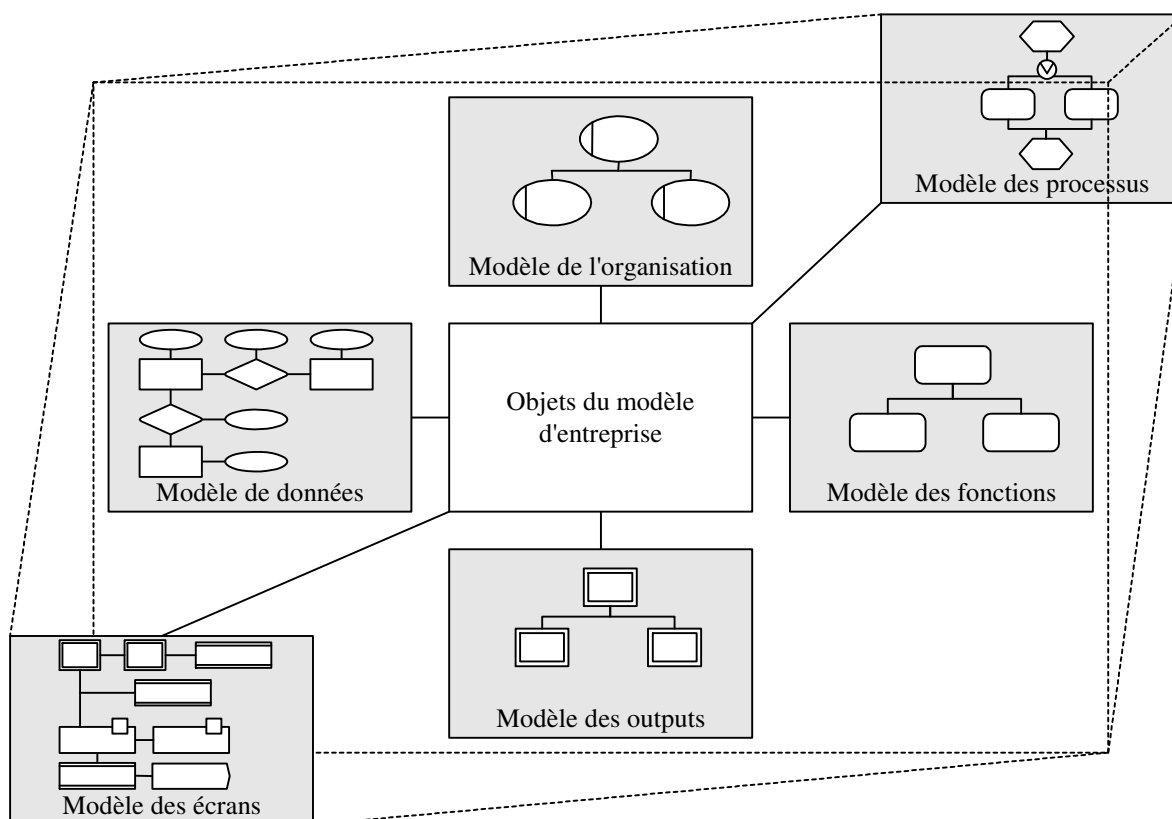 Modèle des processus
Modèle de l'organisation
Objets du modèle
d'entreprise
Modèle de données
Modèle des fonctions
Modèle des outputs
Modèle des écrans